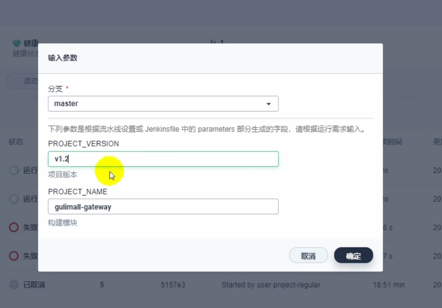 健康
输入参数
分支 *
master
下列参数是根据流水线设置或 Jenkinsfile 中的 parameters 部分生成的字段，请根据运行需求输入。
PROJECT_VERSION
v1.2
项目版本
PROJECT_NAME
gulimall-gateway
构建模块
取消
确定
状态
运行
运行
失败
失败
已取消 5 5157e3 Started by user project-regular 18.51 min